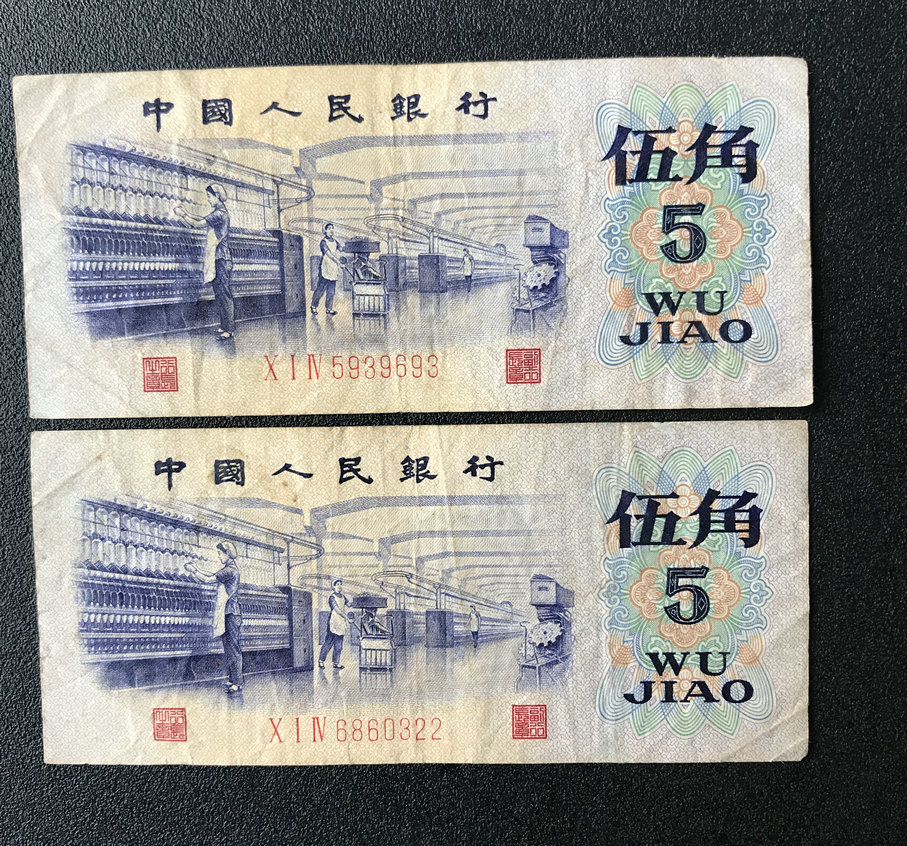 中國人民銀行
伍角
5
WU
JIAO
X I Ⅳ 5939693
中國人民銀行
伍角
5
WU
JIAO
X I Ⅳ 6860322